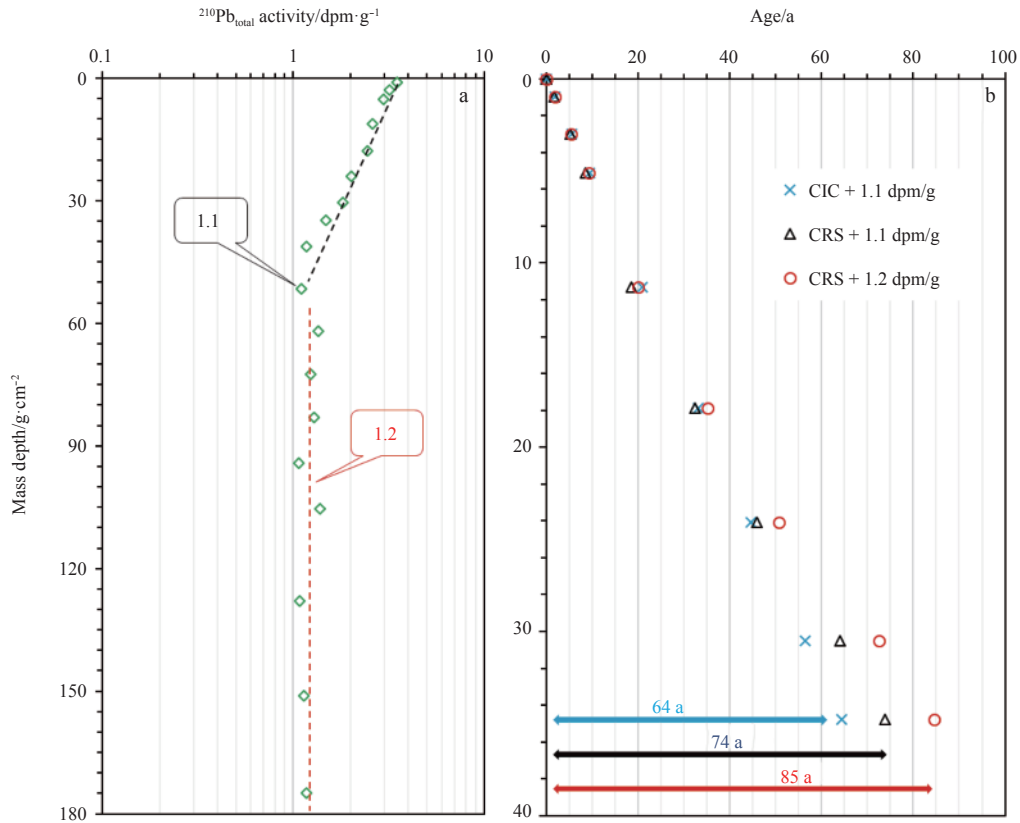 ²¹⁰Pbtotal activity/dpm·g⁻¹
0.1 1 10
0
30
60
90
120
150
180
Mass depth/g·cm⁻²
a
1.1
1.2
Age/a
0 20 40 60 80 100
0
10
20
30
40
b
CIC + 1.1 dpm/g
CRS + 1.1 dpm/g
CRS + 1.2 dpm/g
64 a
74 a
85 a